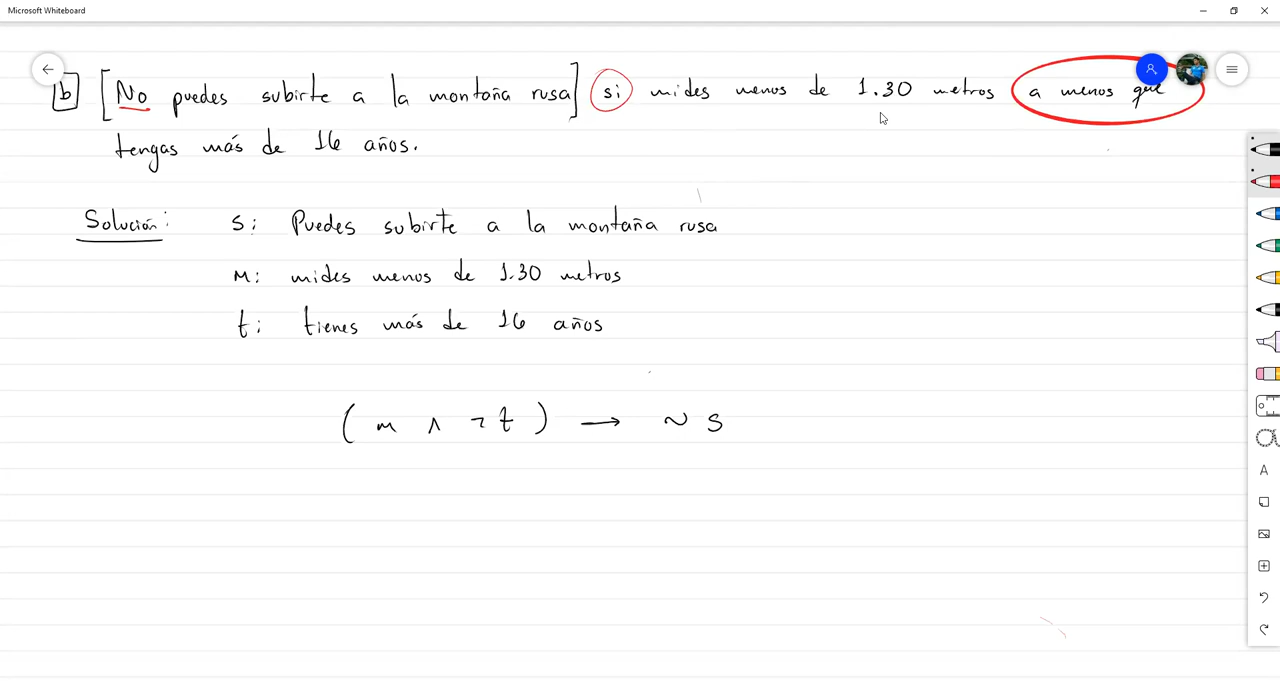 Microsoft Whiteboard
b [No puedes subirte a la montaña rusa] si mides menos de 1.30 metros a menos que
tengas más de 16 años.
Solución: s: Puedes subirte a la montaña rusa
m: mides menos de 1.30 metros
t: tienes más de 16 años
( m ∧ ¬ t ) → ~ s
A